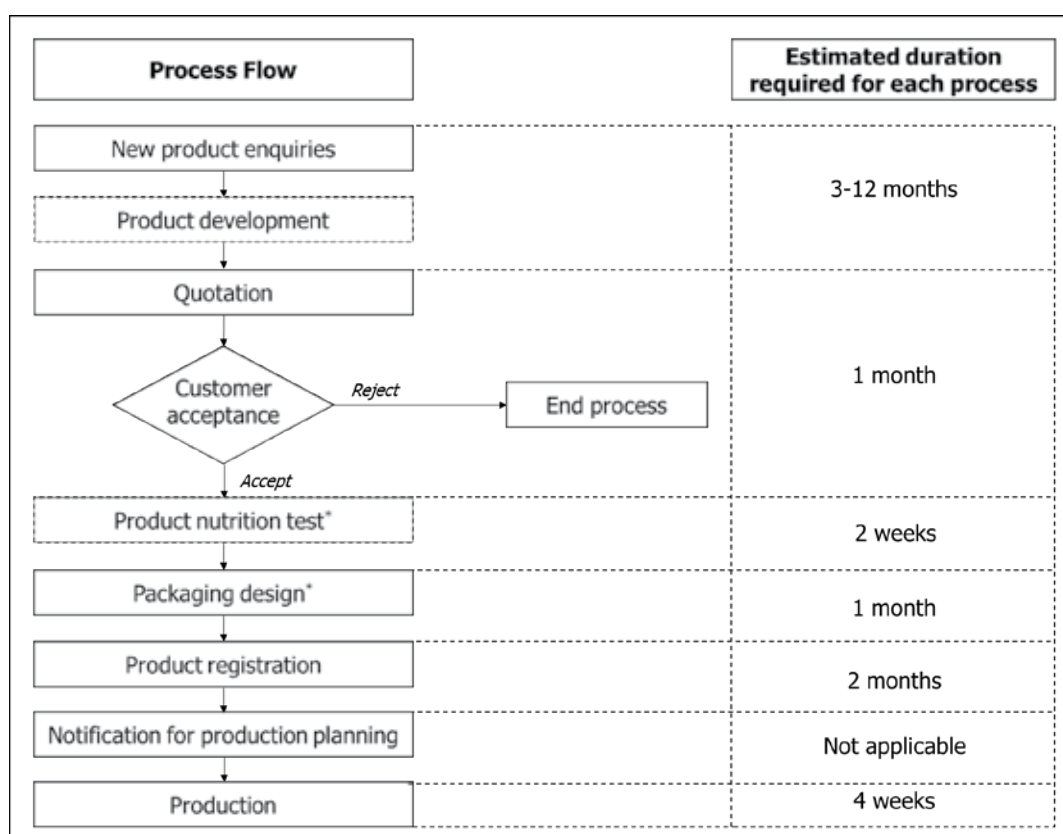 Process Flow
Estimated duration
required for each process
New product enquiries
3-12 months
Product development
Quotation
1 month
Customer
acceptance
Reject
End process
Accept
Product nutrition test*
2 weeks
Packaging design*
1 month
Product registration
2 months
Notification for production planning
Not applicable
Production
4 weeks